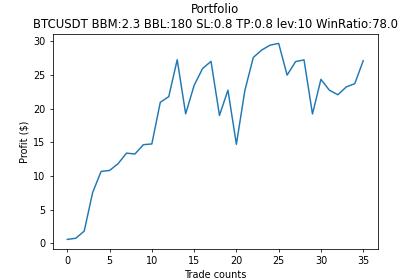 Portfolio
BTCUSDT BBM:2.3 BBL:180 SL:0.8 TP:0.8 lev:10 WinRatio:78.0
30
25
20
15
10
5
0
Profit ($)
0 5 10 15 20 25 30 35
Trade counts